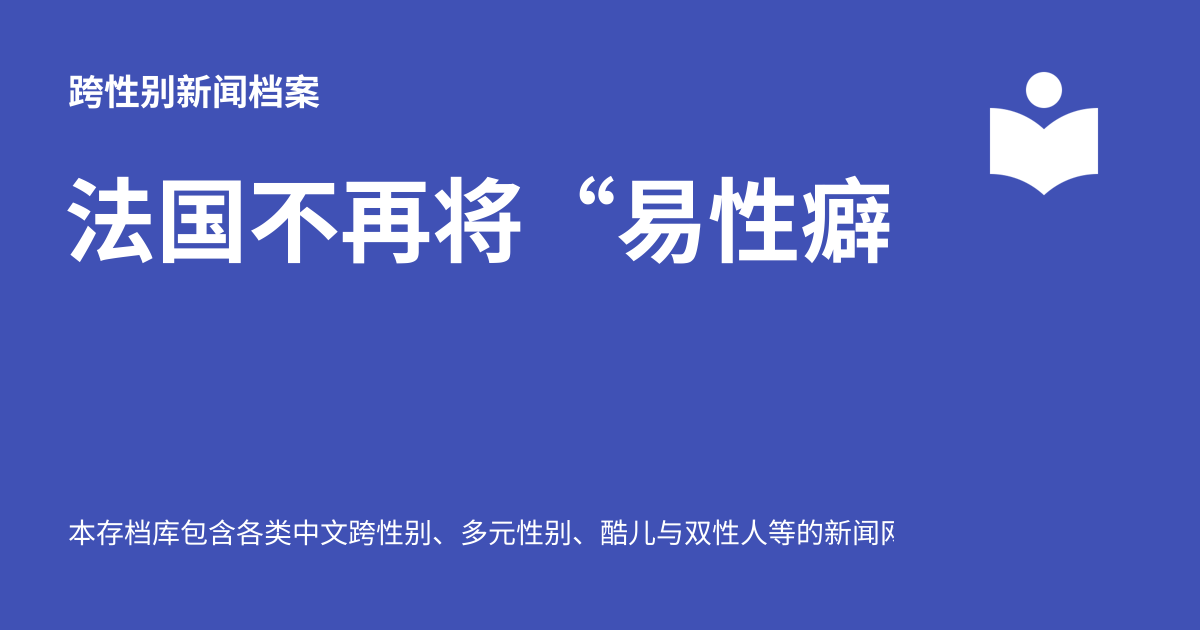 跨性别新闻档案
法国不再将“易性癖
本存档库包含各类中文跨性别、多元性别、酷儿与双性人等的新闻网